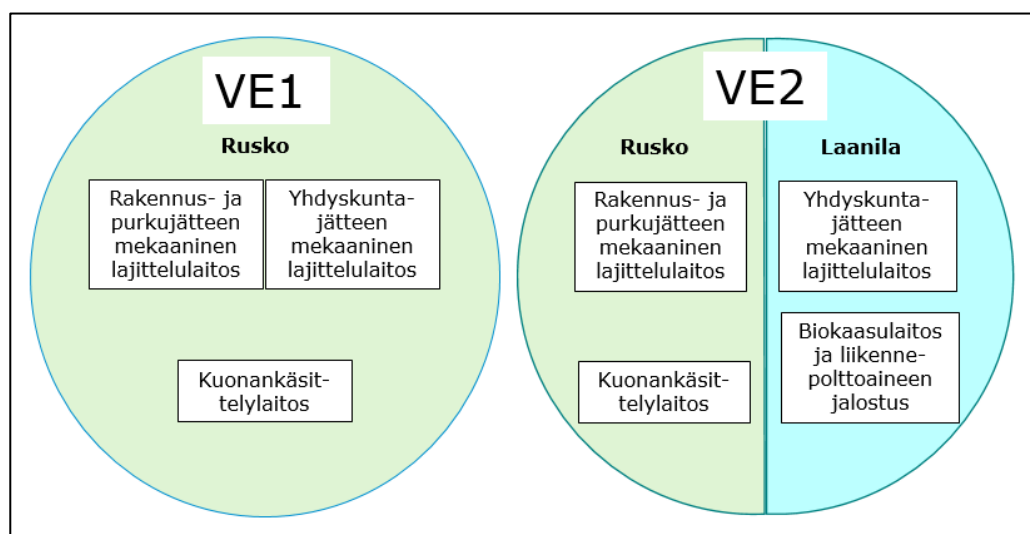 VE1
Rusko
Rakennus- ja
purkujätteen
mekaaninen
lajittelulaitos
Yhdyskunta-
jätteen
mekaaninen
lajittelulaitos
Kuonankäsit-
telylaitos
VE2
Rusko
Rakennus- ja
purkujätteen
mekaaninen
lajittelulaitos
Kuonankäsit-
telylaitos
Laanila
Yhdyskunta-
jätteen
mekaaninen
lajittelulaitos
Biokaasulaitos
ja liikenne-
polttoaineen
jalostus